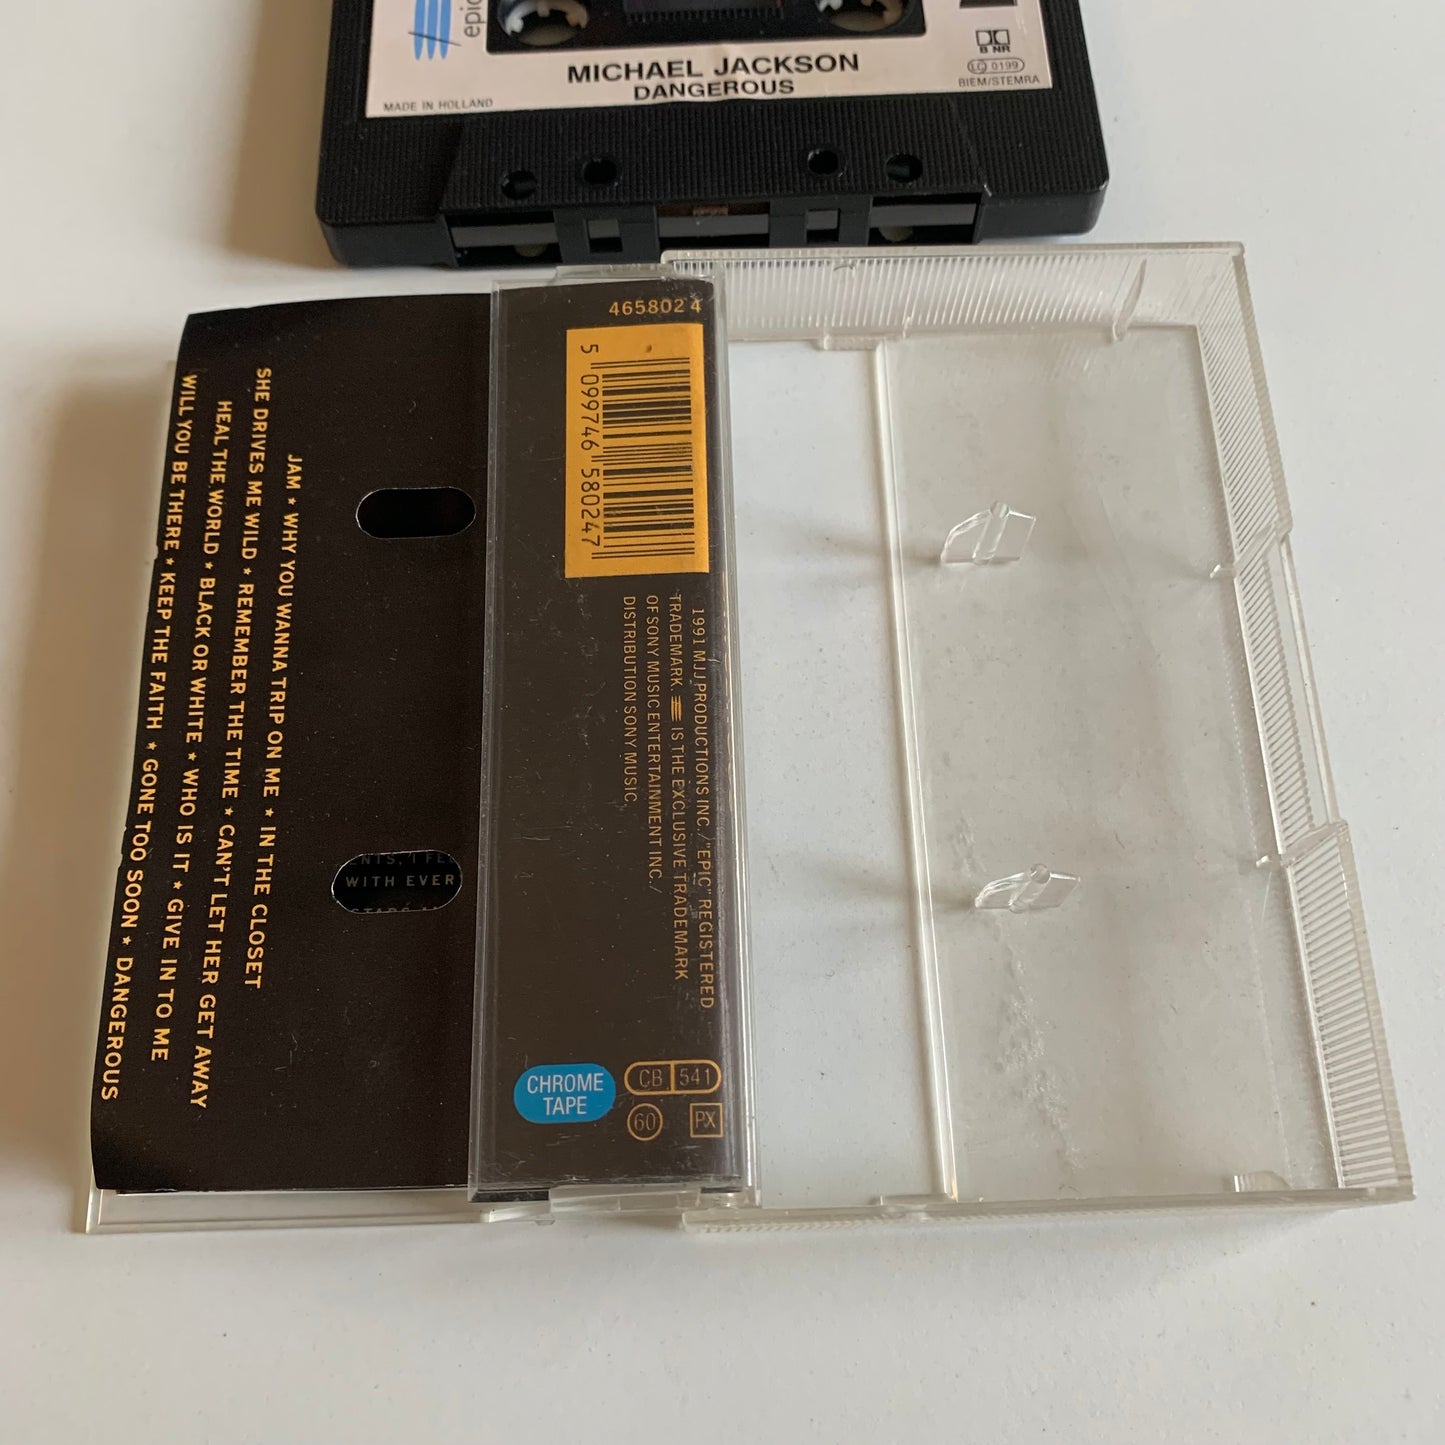 epic
MICHAEL JACKSON
DANGEROUS
MADE IN HOLLAND
B NR
LC 0199
BIEM/STEMRA
465802 4
5 099746 580247
1991 MJJ PRODUCTIONS INC./"EPIC" REGISTERED
TRADEMARK. IS THE EXCLUSIVE TRADEMARK
OF SONY MUSIC ENTERTAINMENT INC./
DISTRIBUTION SONY MUSIC.
CHROME
TAPE
CB 541
60
PX
JAM ★ WHY YOU WANNA TRIP ON ME ★ IN THE CLOSET
SHE DRIVES ME WILD ★ REMEMBER THE TIME ★ CAN'T LET HER GET AWAY
HEAL THE WORLD ★ BLACK OR WHITE ★ WHO IS IT ★ GIVE IN TO ME
WILL YOU BE THERE ★ KEEP THE FAITH ★ GONE TOO SOON ★ DANGEROUS
WITH EVER